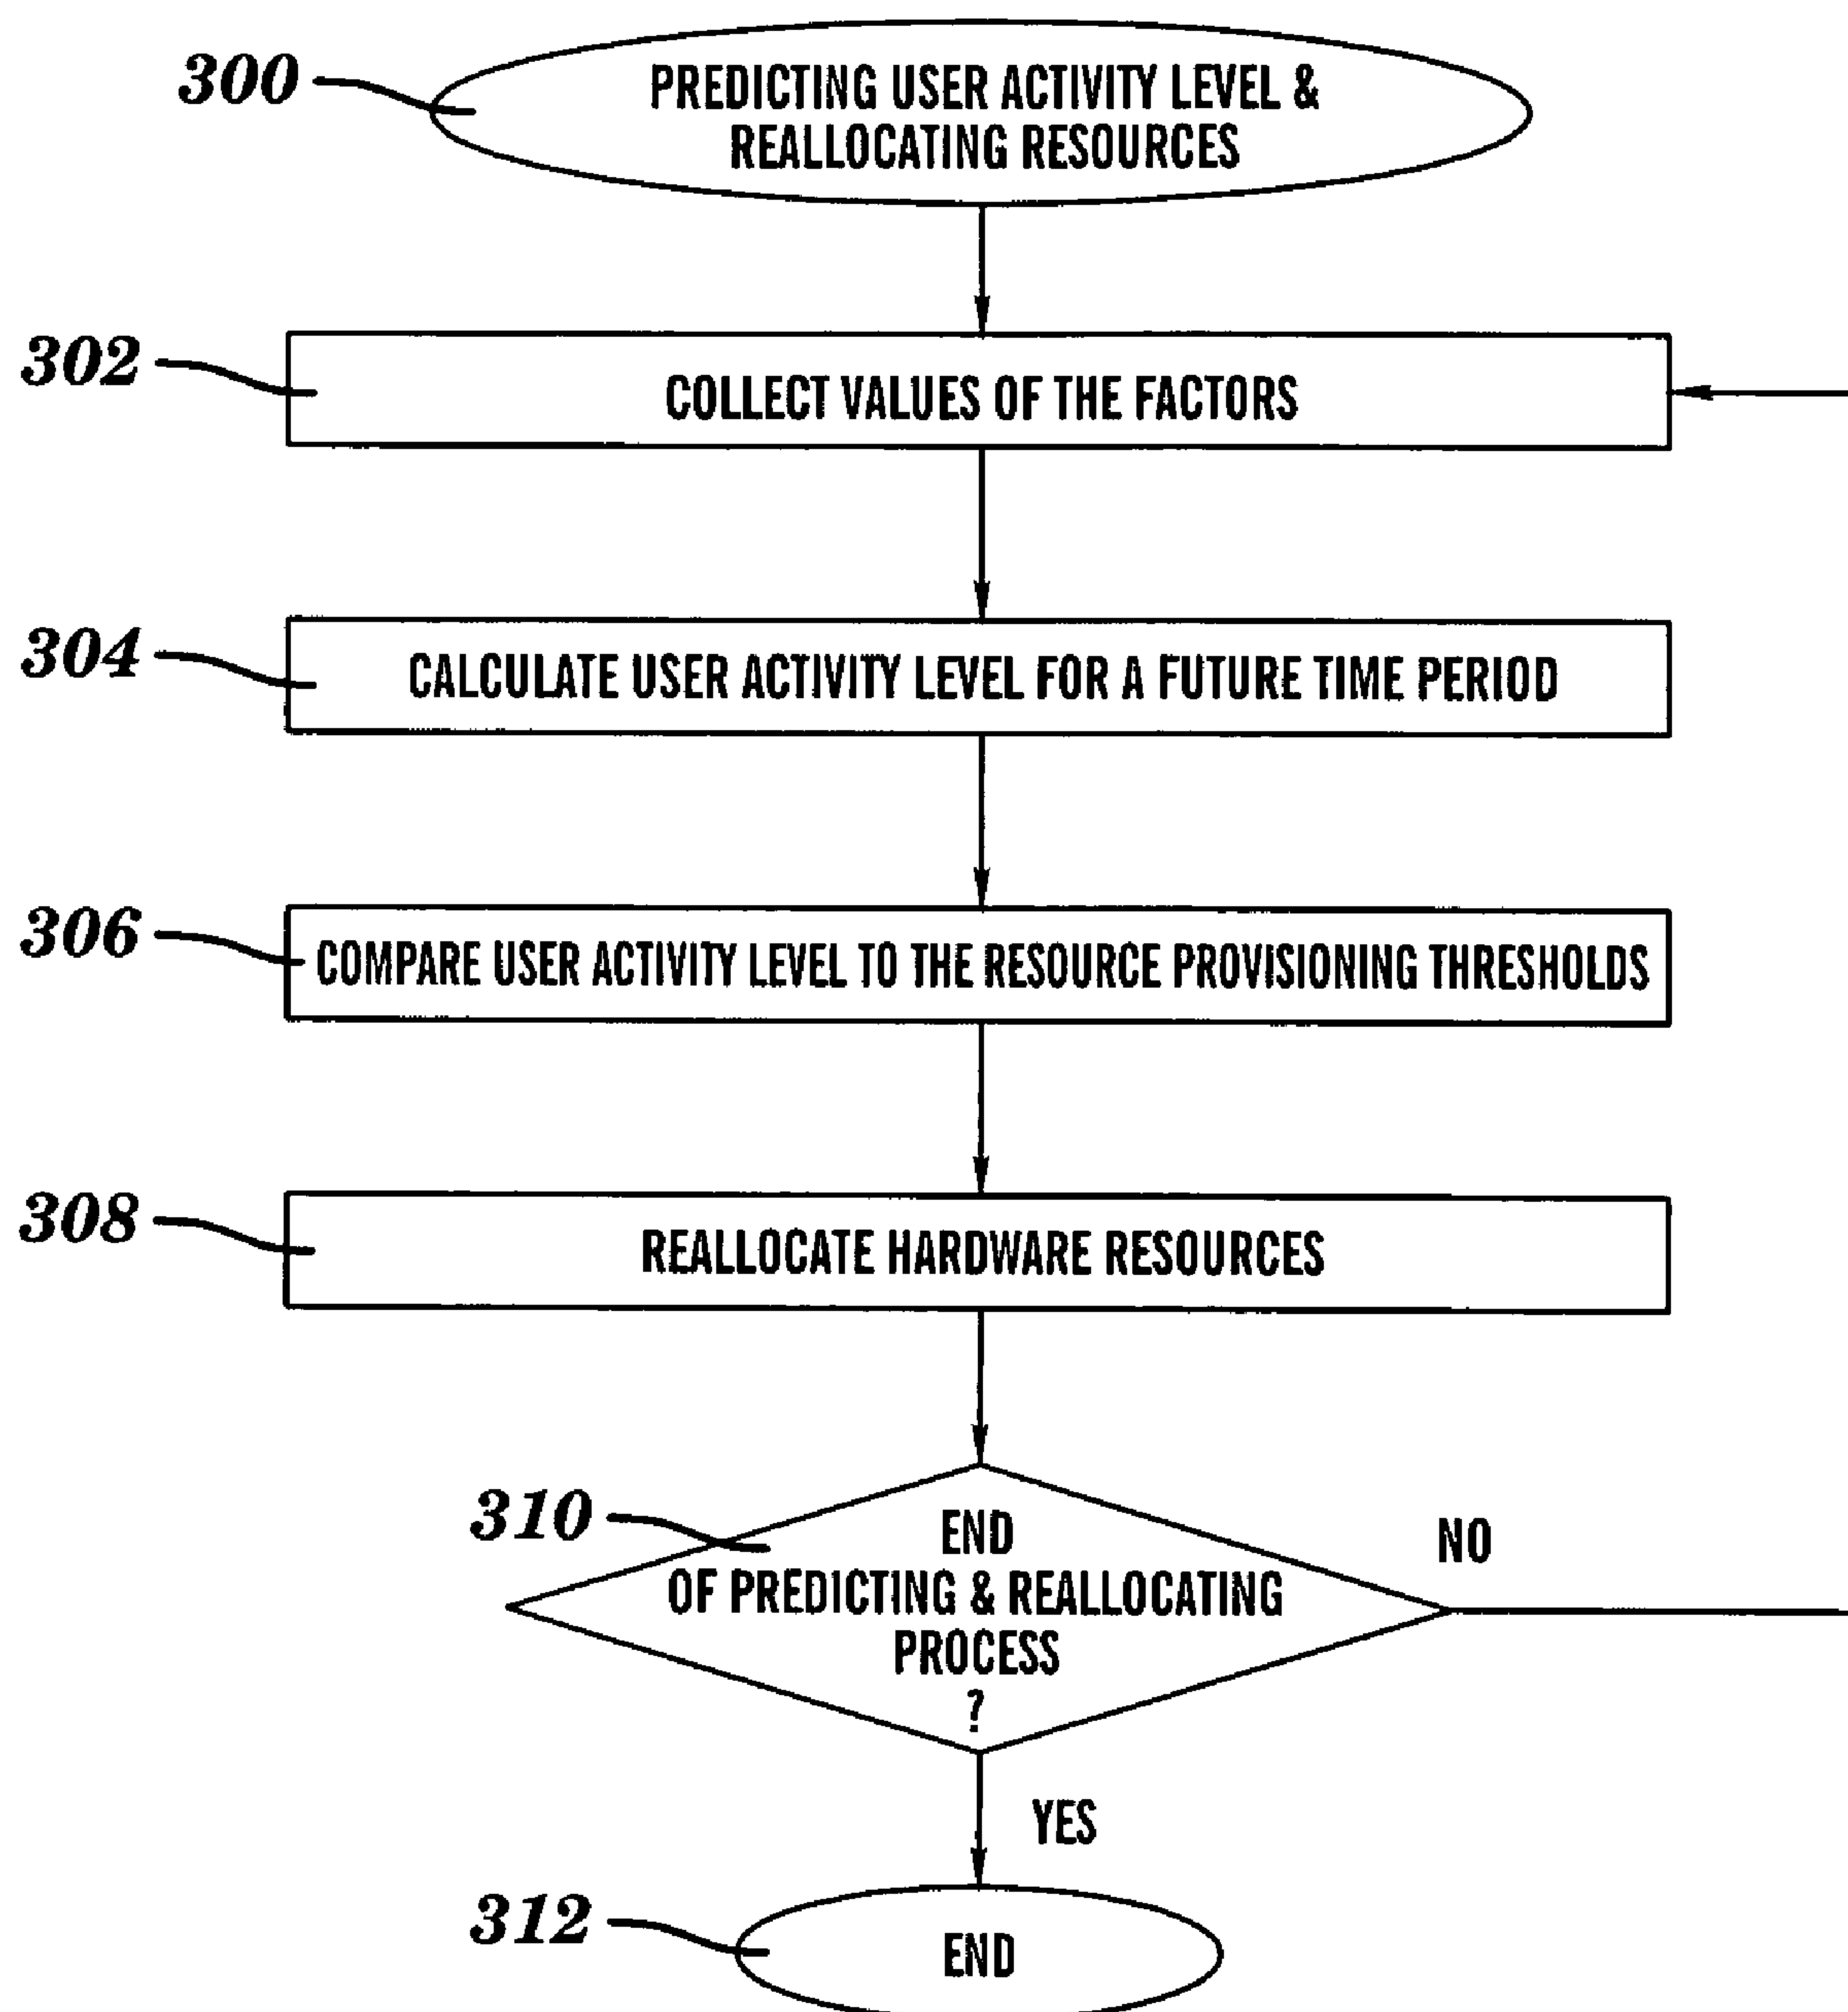 300
PREDICTING USER ACTIVITY LEVEL &
REALLOCATING RESOURCES
302
COLLECT VALUES OF THE FACTORS
304
CALCULATE USER ACTIVITY LEVEL FOR A FUTURE TIME PERIOD
306
COMPARE USER ACTIVITY LEVEL TO THE RESOURCE PROVISIONING THRESHOLDS
308
REALLOCATE HARDWARE RESOURCES
310
END
OF PREDICTING & REALLOCATING
PROCESS
?
NO
YES
312
END